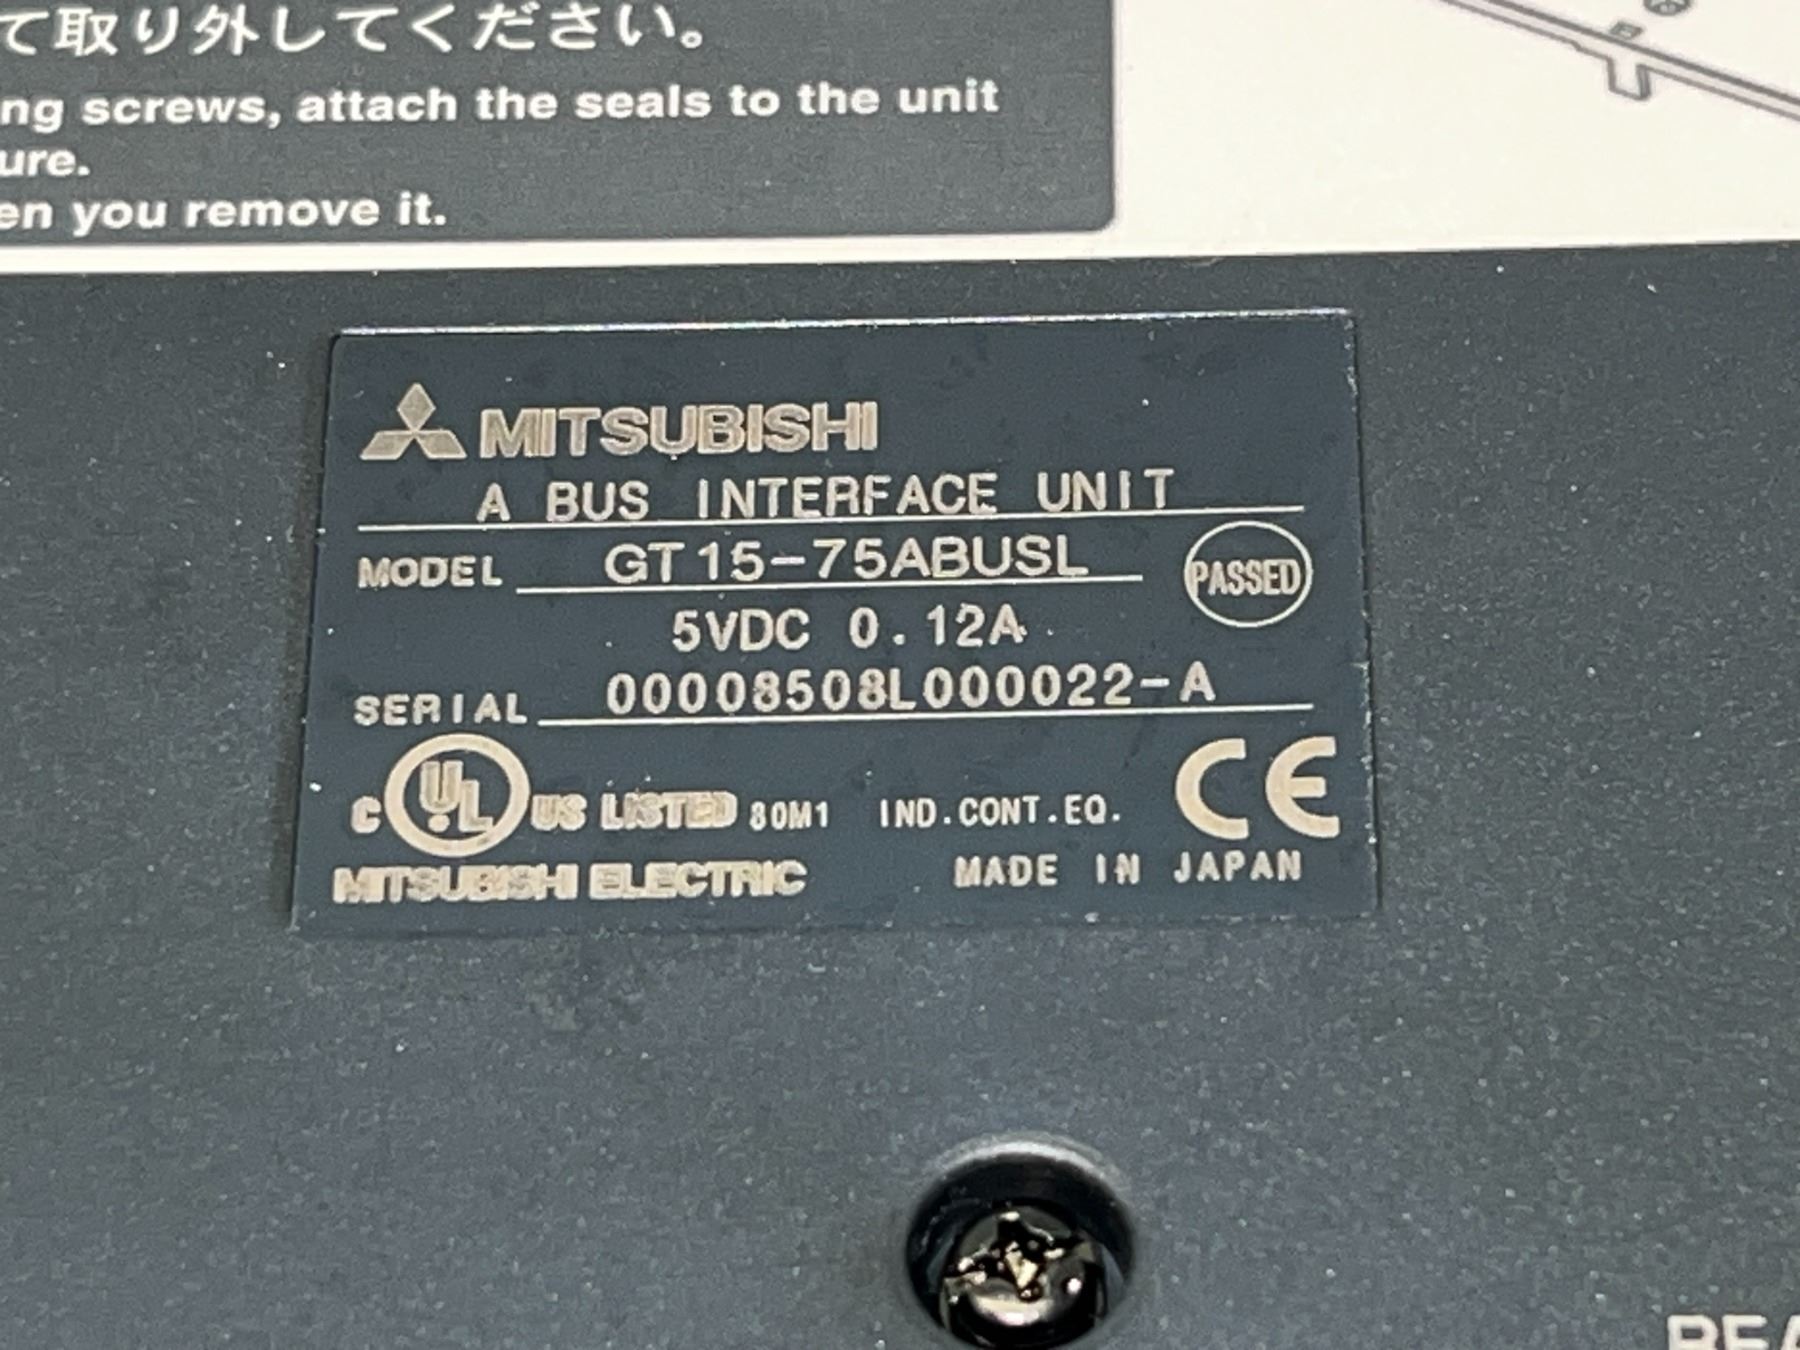 て取り外してください。
ng screws, attach the seals to the unit
ure.
en you remove it.
MITSUBISHI
A BUS INTERFACE UNIT
MODEL GT15-75ABUSL PASSED
5VDC 0.12A
SERIAL 00008508L000022-A
C UL US LISTED 80M1 IND.CONT.EQ. CE
MITSUBISHI ELECTRIC MADE IN JAPAN